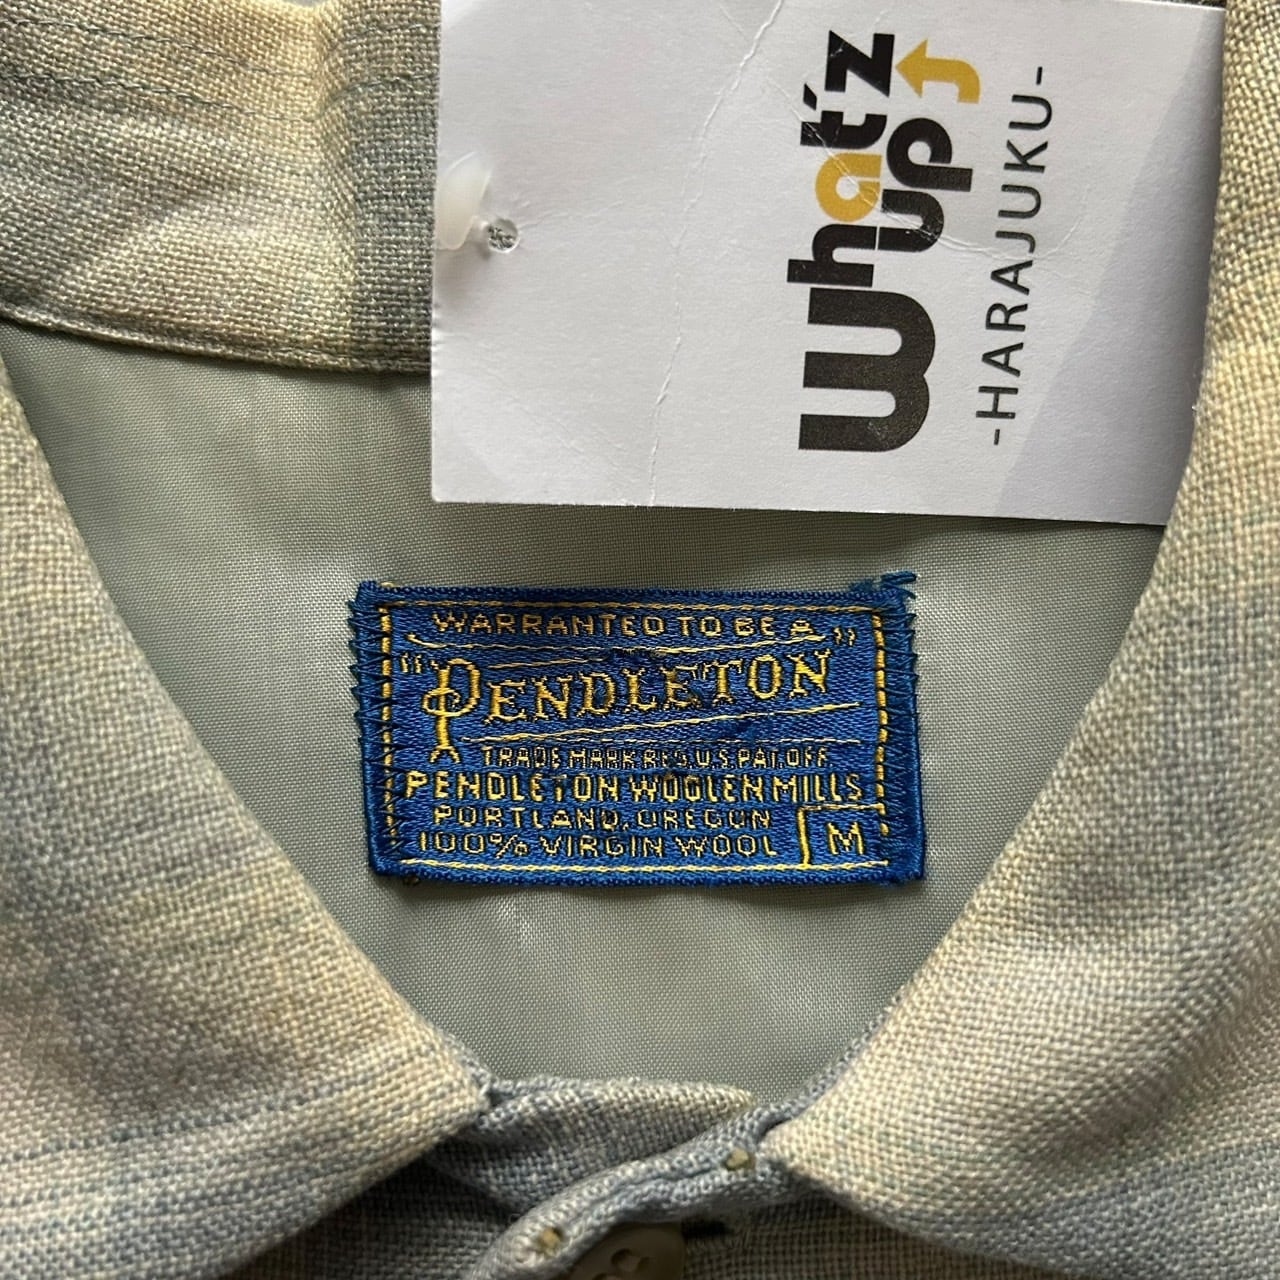 What'z
up
-HARAJUKU-
WARRANTED TO BE A
"PENDLETON"
TRADE MARK REG. U.S. PAT. OFF.
PENDLETON WOOLEN MILLS
PORTLAND, OREGON
100% VIRGIN WOOL
M